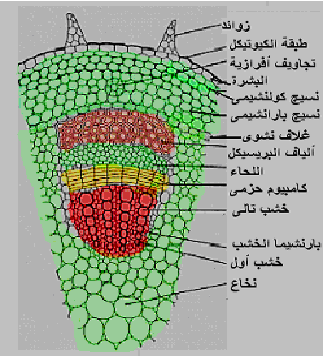 زوائد
طبقة الكيوتيكل
تجاويف أفرازية
البشرة
نسيج كولنشيمى
نسيج بارانشيمى
غلاف نشوى
ألياف البريسيكل
اللحاء
كامبيوم حزمى
خشب تالى
بارنشيما الخشب
خشب أول
نخاع